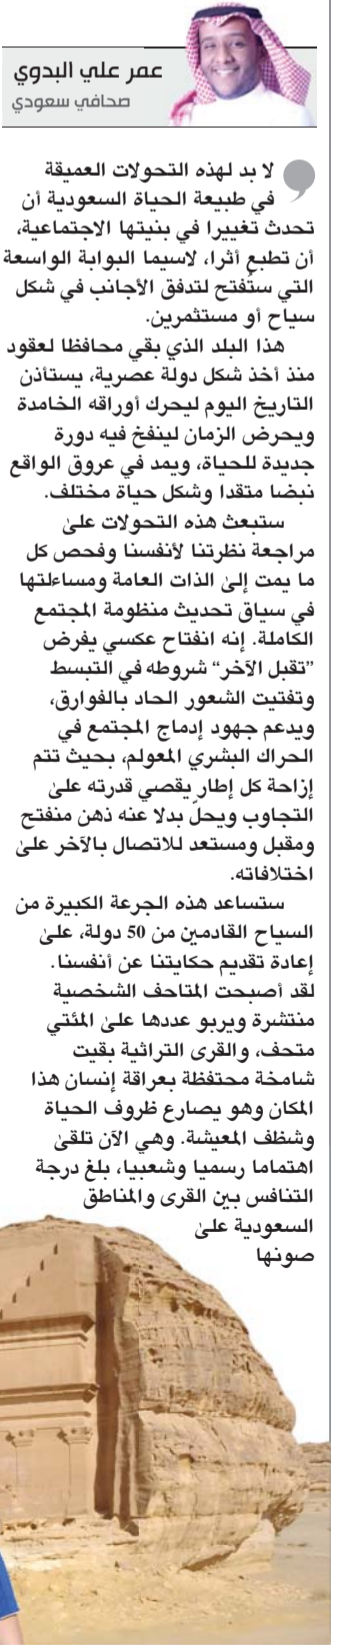 عمر علي البدوي
صحافي سعودي
لا بد لهذه التحولات العميقة
في طبيعة الحياة السعودية أن
تحدث تغييرا في بنيتها الاجتماعية،
أن تطبع أثرا، لاسيما البوابة الواسعة
التي ستُفتح لتدفق الأجانب في شكل
سياح أو مستثمرين.
هذا البلد الذي بقي محافظا لعقود
منذ أخذ شكل دولة عصرية، يستأذن
التاريخ اليوم ليحرك أوراقه الخامدة
ويحرض الزمان لينفخ فيه دورة
جديدة للحياة، ويمد في عروق الواقع
نبضا متقدا وشكل حياة مختلف.
ستبعث هذه التحولات على
مراجعة نظرتنا لأنفسنا وفحص كل
ما يمت إلى الذات العامة ومساءلتها
في سياق تحديث منظومة المجتمع
الكاملة. إنه انفتاح عكسي يفرض
”تقبل الآخر“ شروطه في التبسط
وتفتيت الشعور الحاد بالفوارق،
ويدعم جهود إدماج المجتمع في
الحراك البشري المعولم، بحيث تتم
إزاحة كل إطار يقصي قدرته على
التجاوب ويحلّ بدلا عنه ذهن منفتح
ومقبل ومستعد للاتصال بالآخر على
اختلافاته.
ستساعد هذه الجرعة الكبيرة من
السياح القادمين من 50 دولة، على
إعادة تقديم حكايتنا عن أنفسنا.
لقد أصبحت المتاحف الشخصية
منتشرة ويربو عددها على المئتي
متحف، والقرى التراثية بقيت
شامخة محتفظة بعراقة إنسان هذا
المكان وهو يصارع ظروف الحياة
وشظف المعيشة. وهي الآن تلقى
اهتماما رسميا وشعبيا، بلغ درجة
التنافس بين القرى والمناطق
السعودية على
صونها